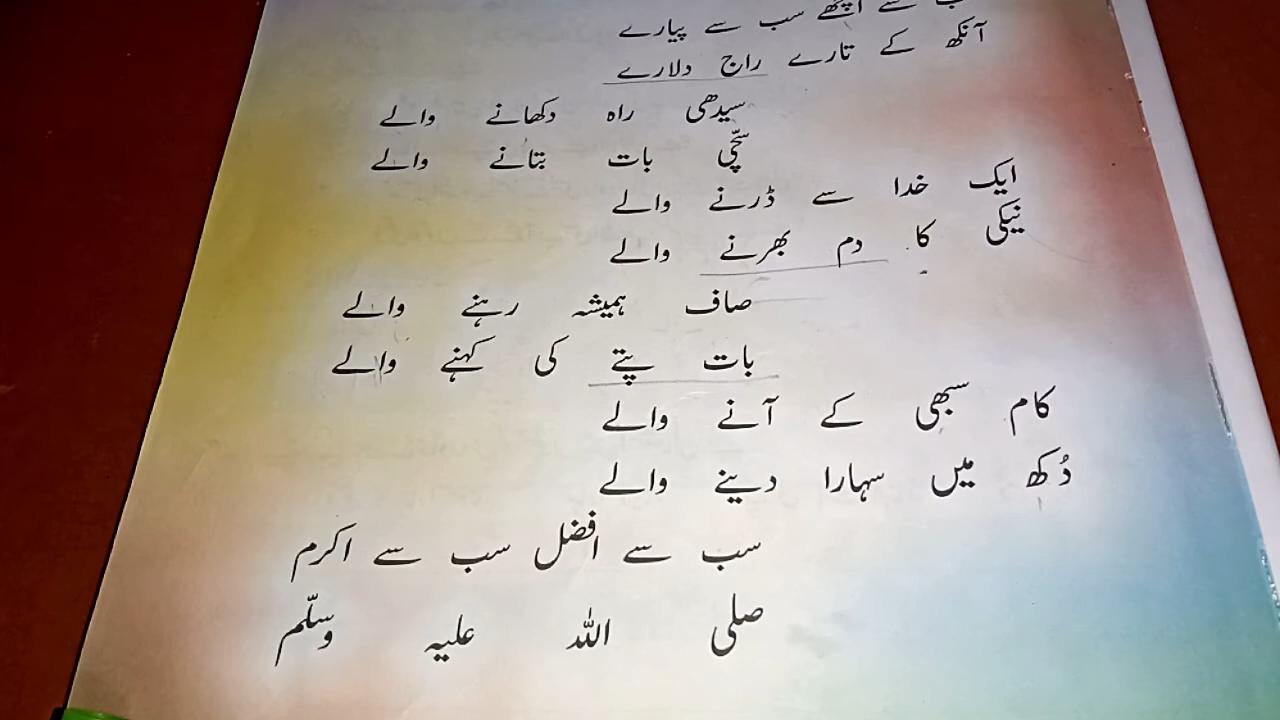 سے اچھے سب سے پیارے
آنکھ کے تارے راج دلارے
سیدھی راہ دکھانے والے
سچّی بات بتانے والے
ایک خدا سے ڈرنے والے
نیکی کا دم بھرنے والے
صاف ہمیشہ رہنے والے
بات پتے کی کہنے والے
کام سبھی کے آنے والے
دُکھ میں سہارا دینے والے
سب سے افضل سب سے اکرم
صلی اللہ علیہ وسلّم